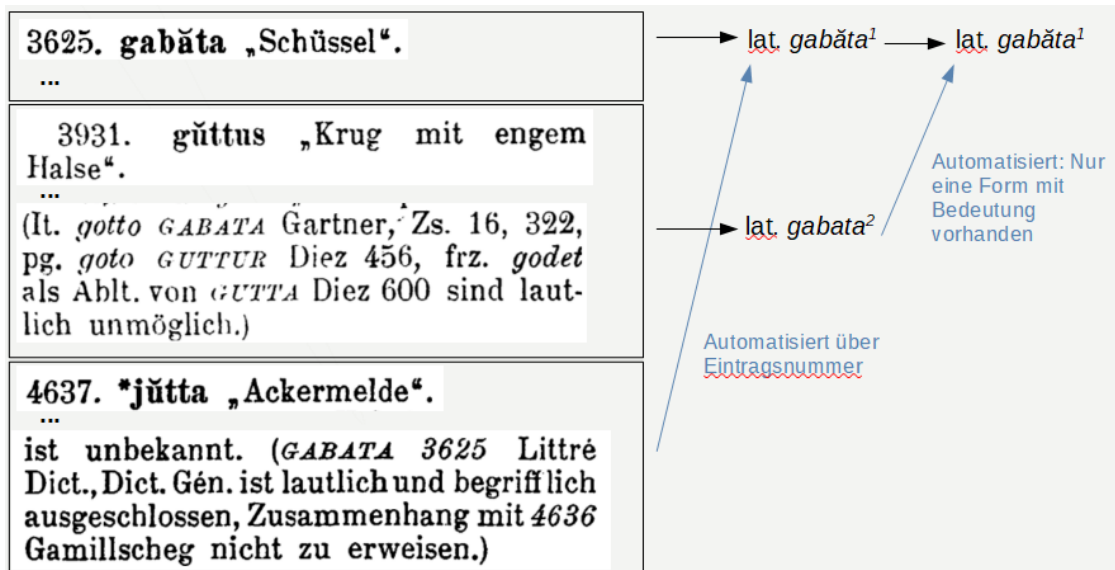 3625. gabăta „Schüssel“.
...
3931. gŭttus „Krug mit engem
Halse“.
...
(It. gotto GABATA Gartner, Zs. 16, 322,
pg. goto GUTTUR Diez 456, frz. godet
als Ablt. von GUTTA Diez 600 sind laut-
lich unmöglich.)
4637. *jŭtta „Ackermelde“.
...
ist unbekannt. (GABATA 3625 Littré
Dict., Dict. Gén. ist lautlich und begrifflich
ausgeschlossen, Zusammenhang mit 4636
Gamillscheg nicht zu erweisen.)
lat. gabăta¹
lat. gabăta¹
Automatisiert: Nur
eine Form mit
Bedeutung
vorhanden
lat. gabata²
Automatisiert über
Eintragsnummer